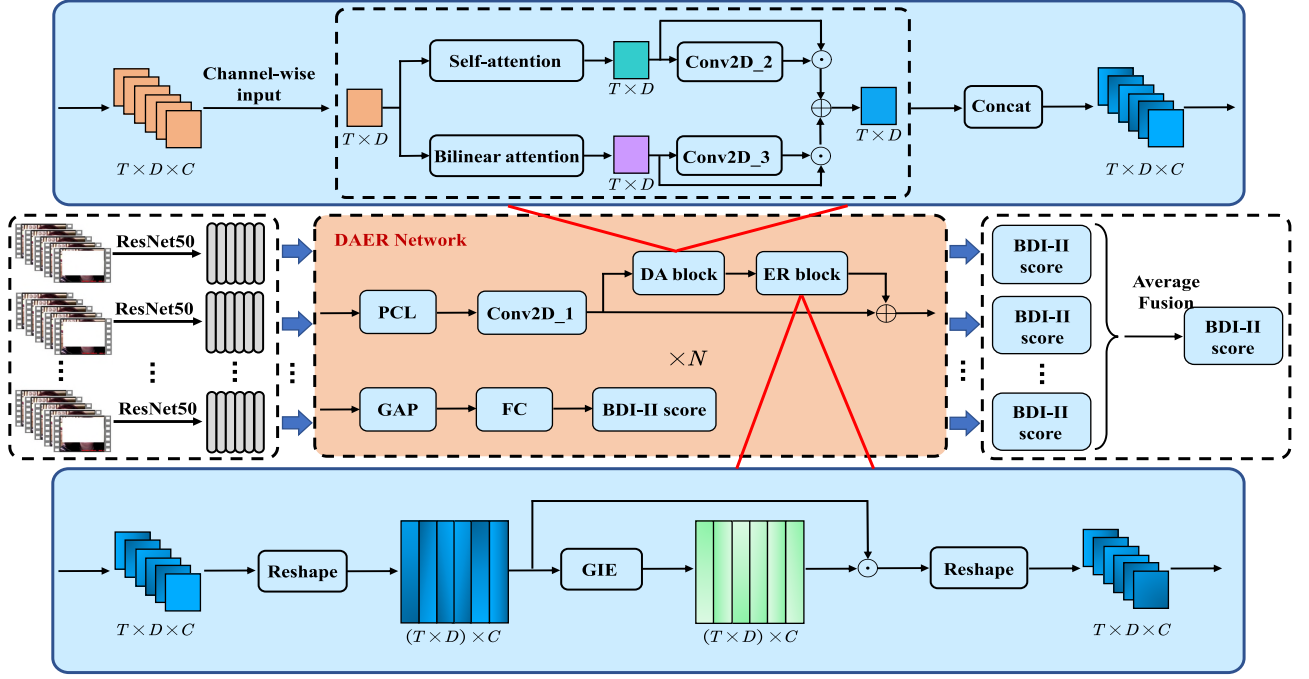 Channel-wise
input
T × D × C
T × D
Self-attention
T × D
Conv2D_2
Bilinear attention
T × D
Conv2D_3
T × D
Concat
T × D × C
ResNet50
ResNet50
ResNet50
DAER Network
PCL
Conv2D_1
DA block
ER block
× N
GAP
FC
BDI-II score
BDI-II
score
BDI-II
score
BDI-II
score
Average
Fusion
BDI-II
score
T × D × C
Reshape
(T × D) × C
GIE
(T × D) × C
Reshape
T × D × C